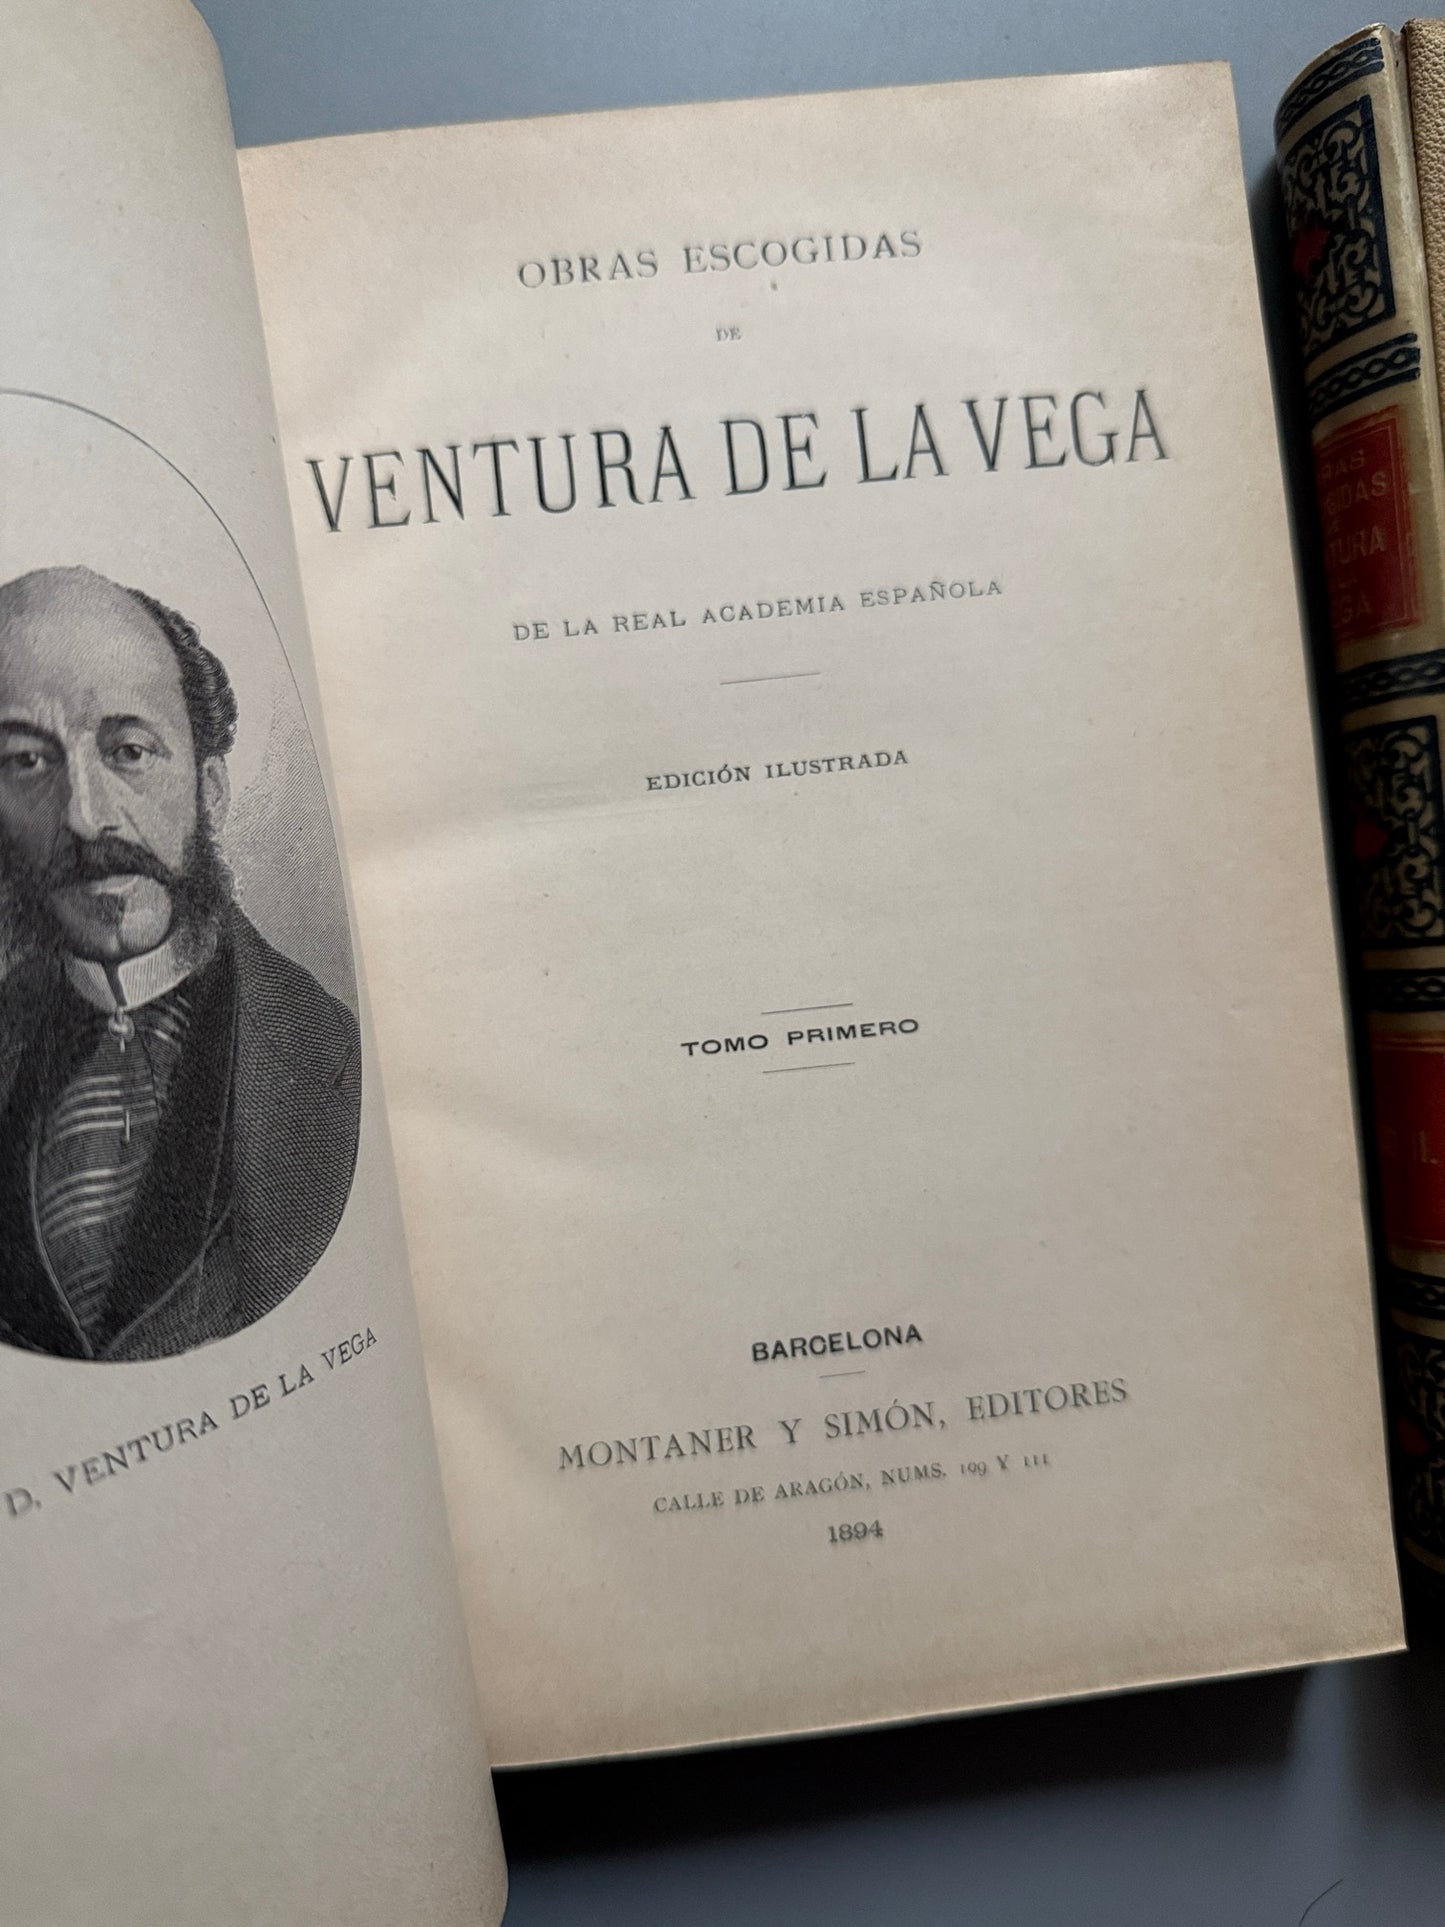 D. VENTURA DE LA VEGA
OBRAS ESCOGIDAS
DE
VENTURA DE LA VEGA
DE LA REAL ACADEMIA ESPAÑOLA
EDICIÓN ILUSTRADA
TOMO PRIMERO
BARCELONA
MONTANER Y SIMÓN, EDITORES
CALLE DE ARAGÓN, NUMS. 109 Y 111
1894